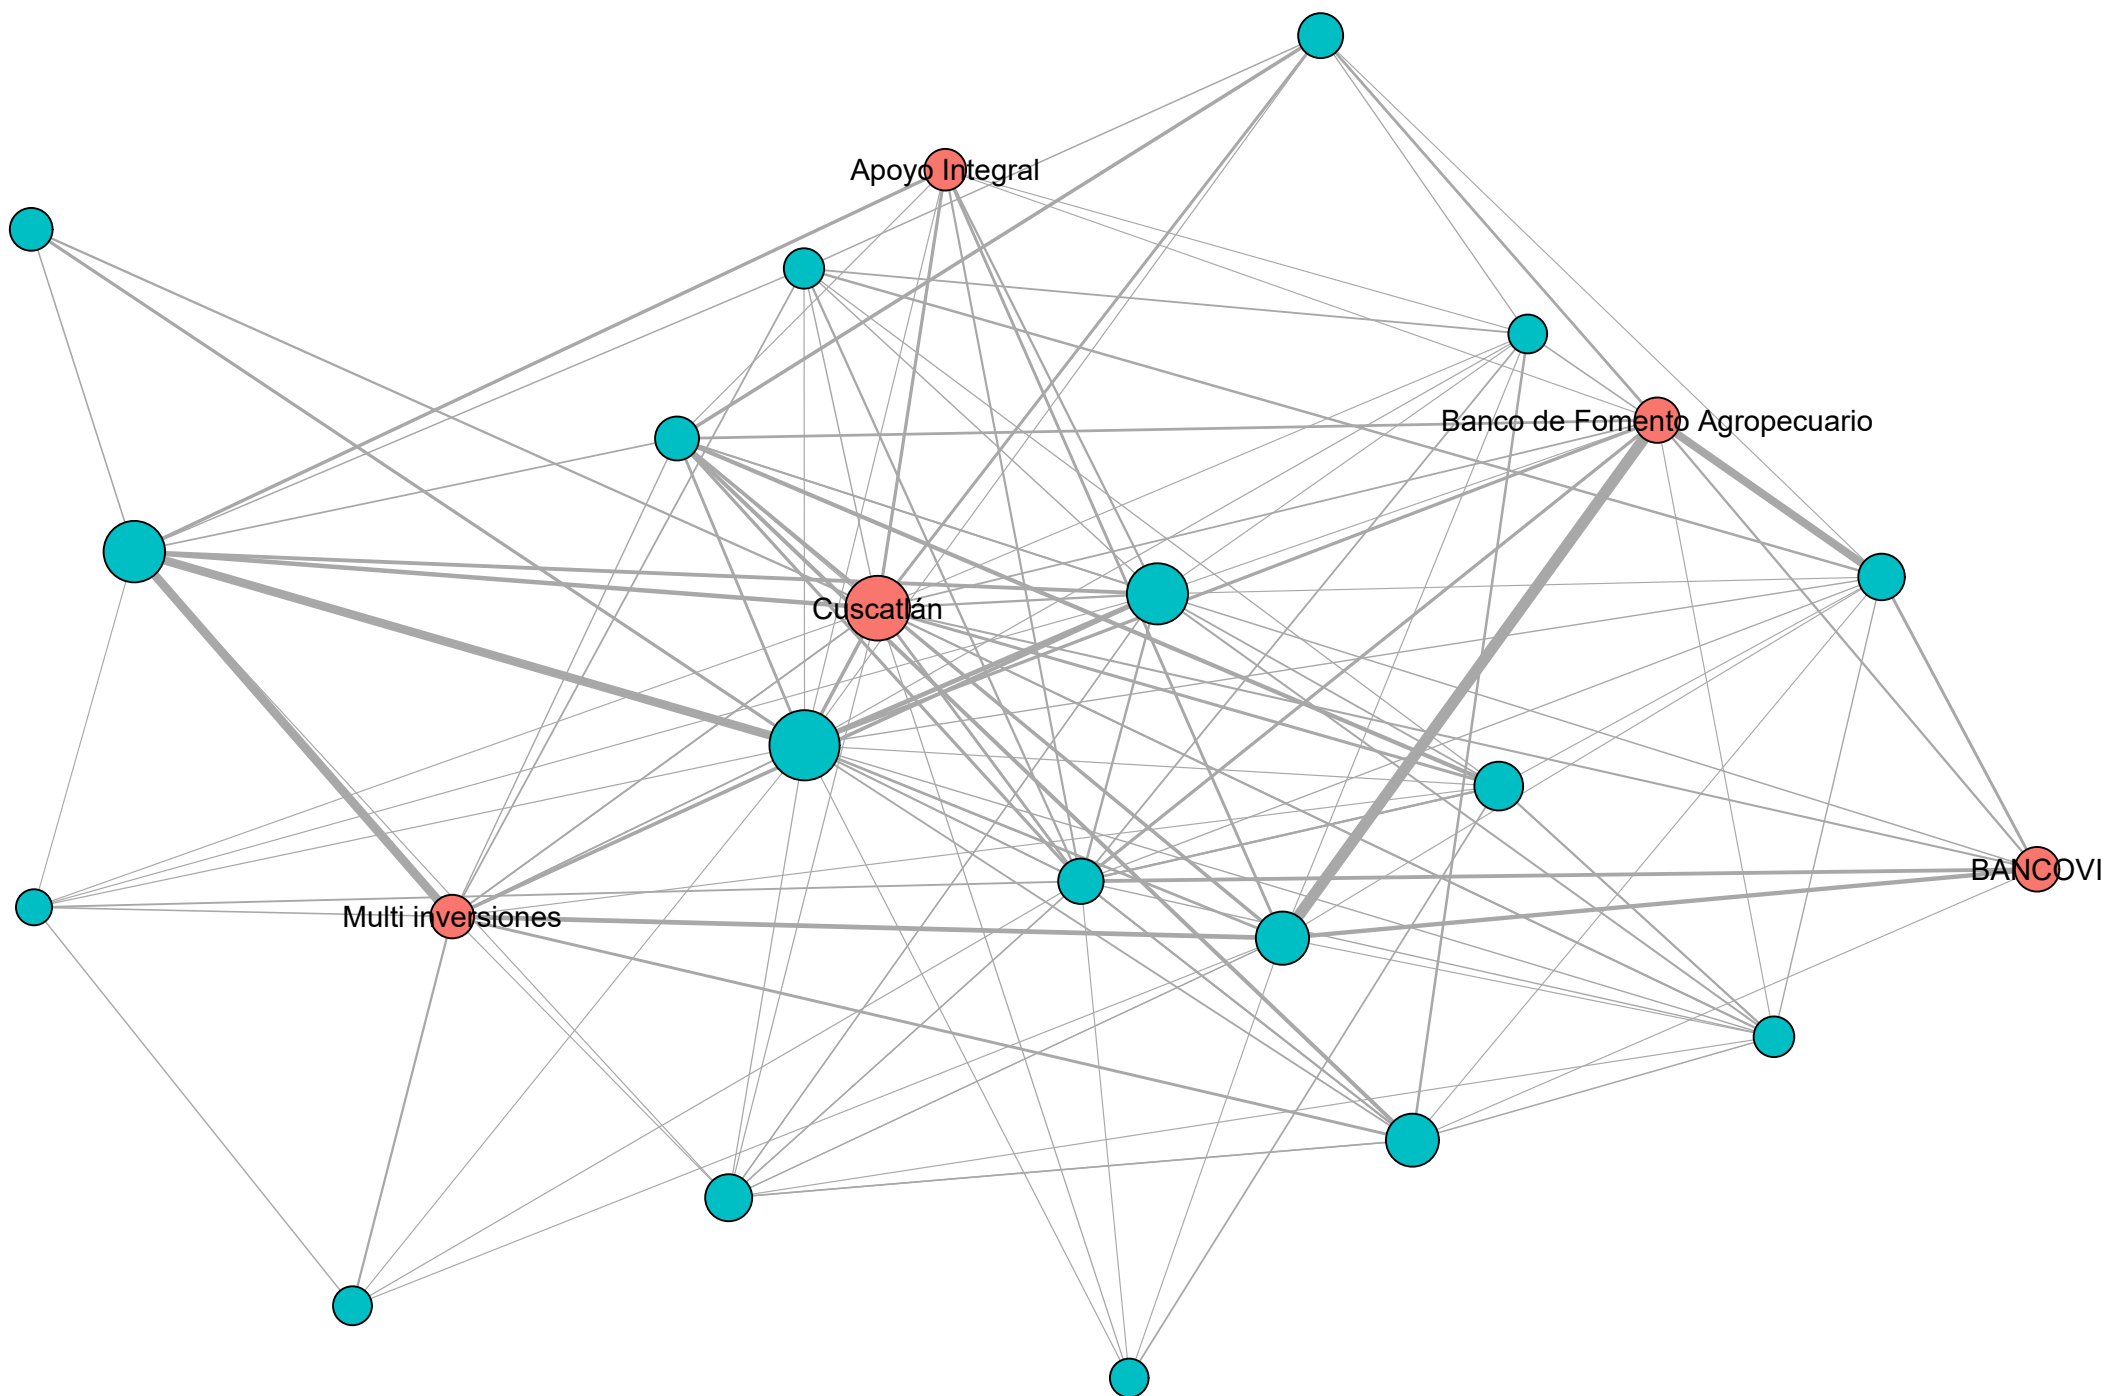 Apoyo Integral
Banco de Fomento Agropecuario
Cuscatlán
BANCOVI
Multi inversiones